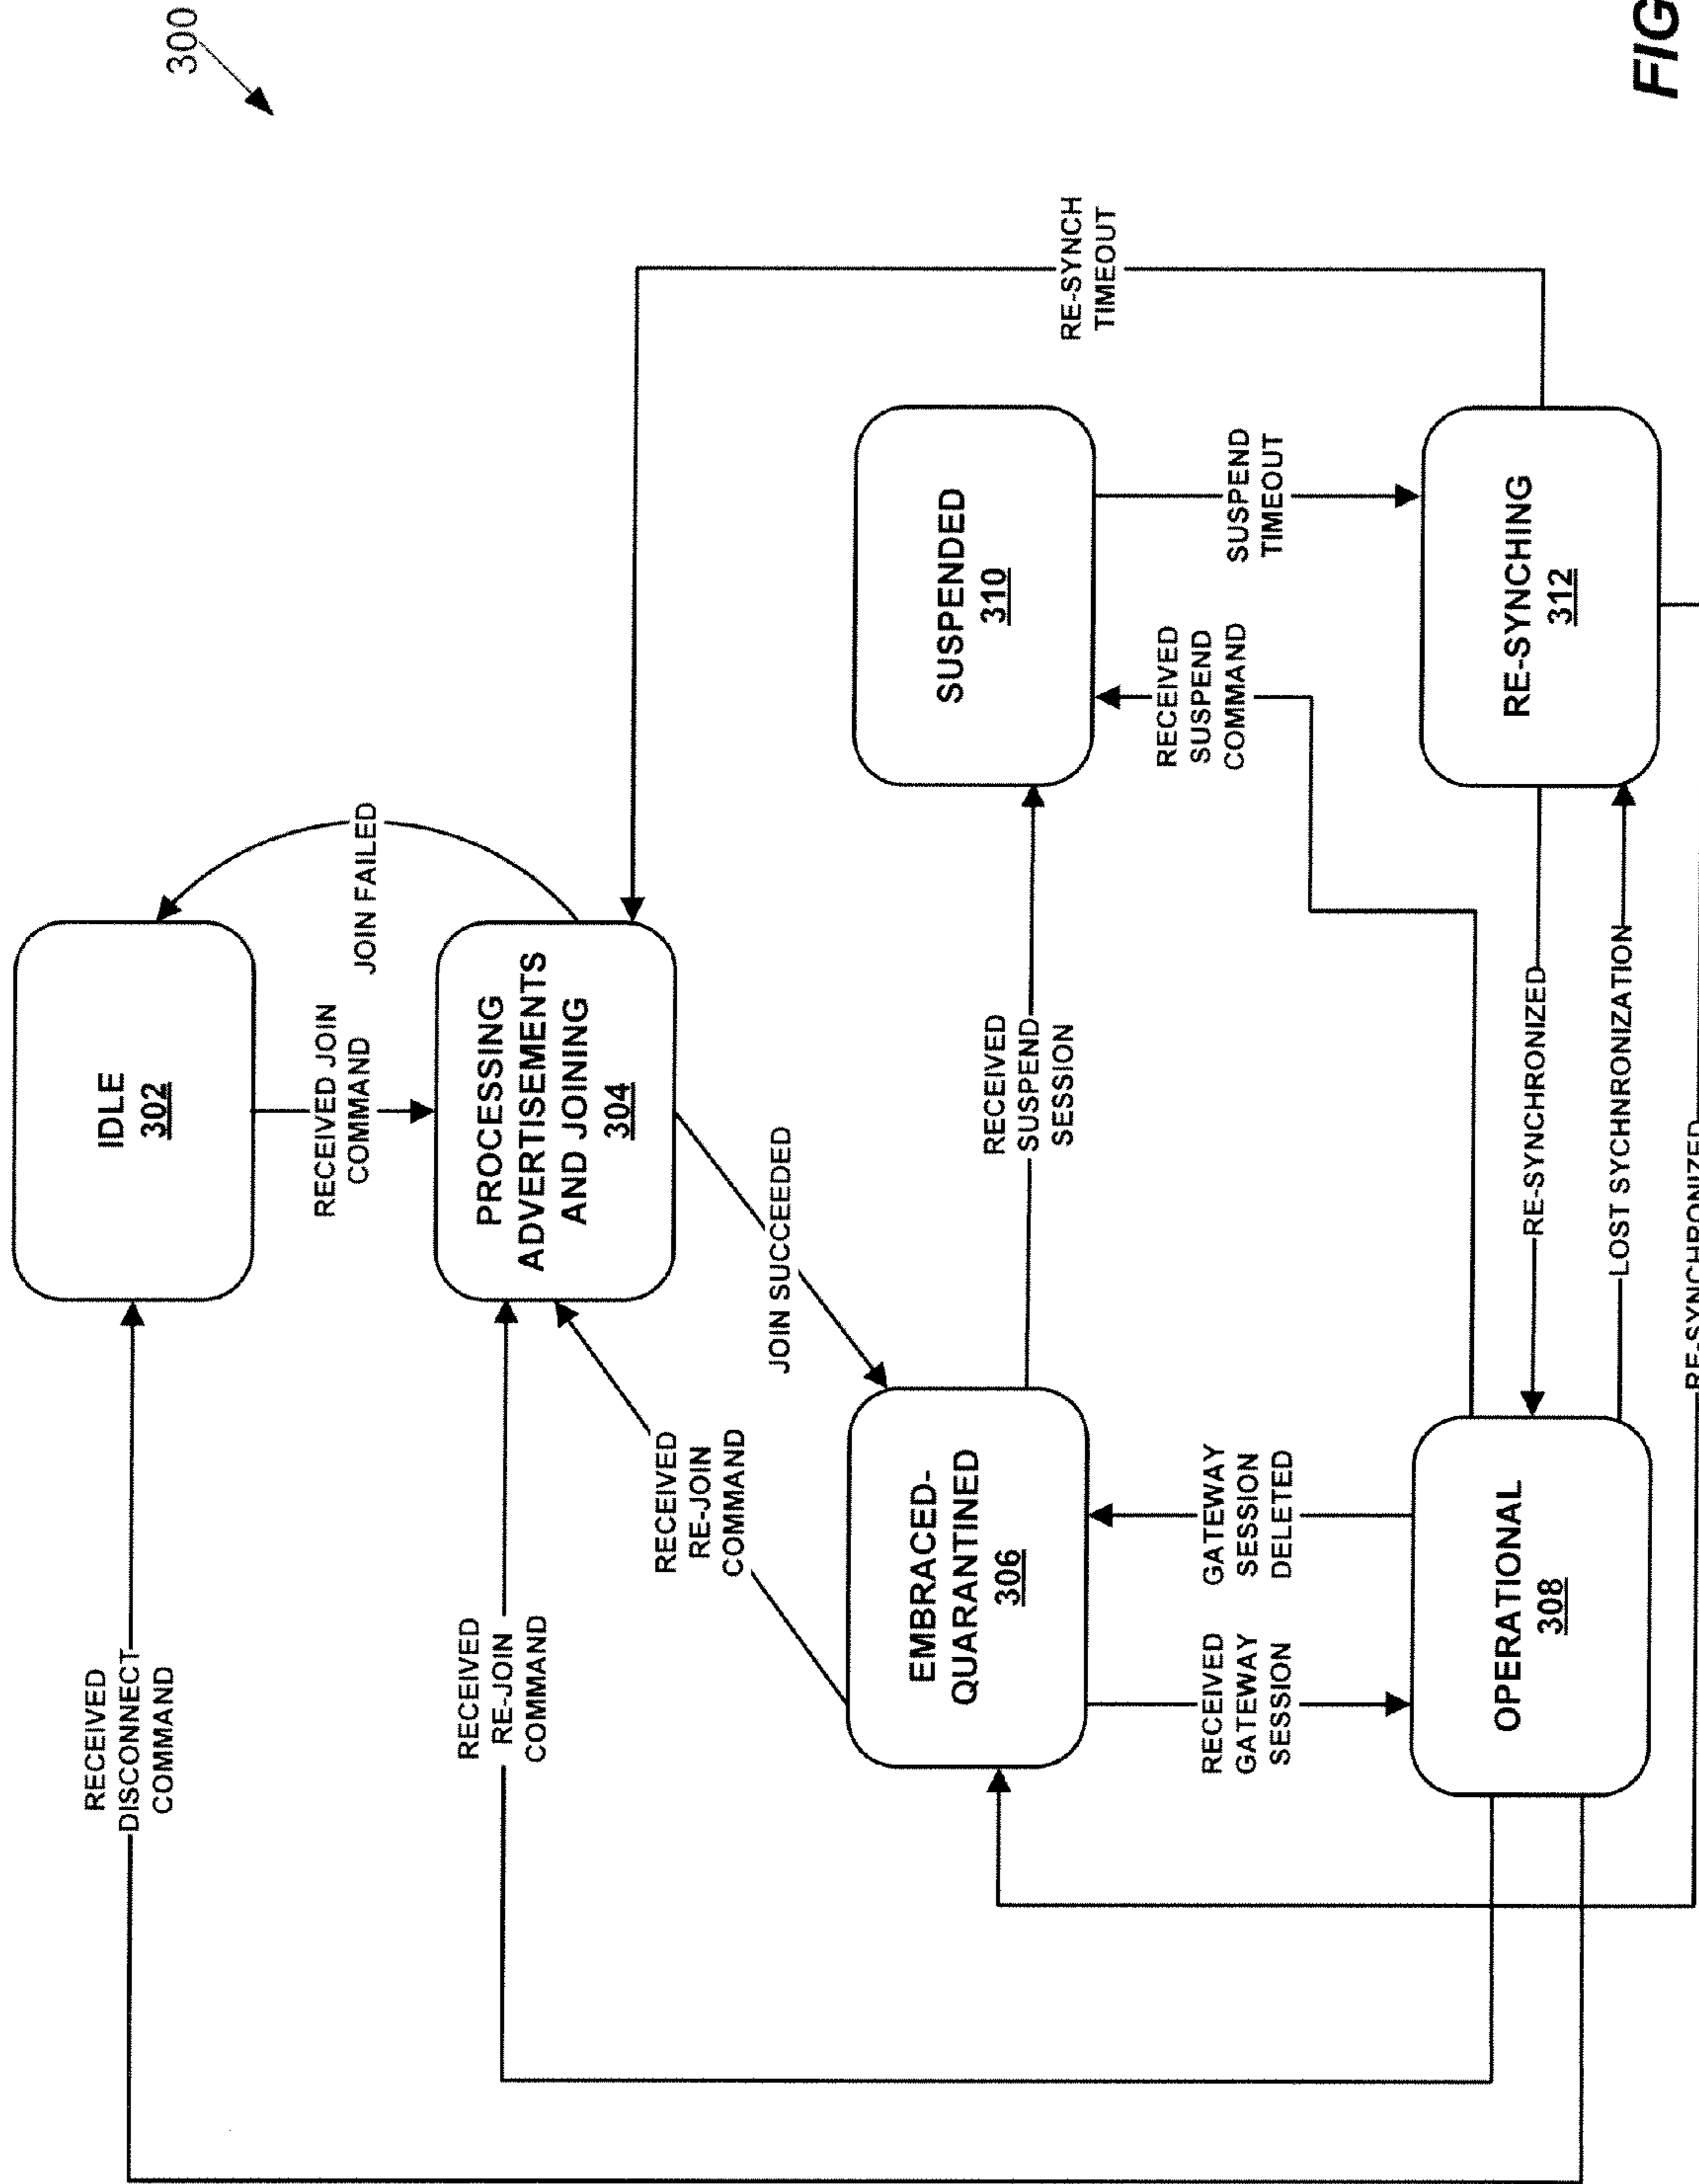 300
IDLE
302
RECEIVED JOIN
COMMAND
JOIN FAILED
RECEIVED
DISCONNECT
COMMAND
PROCESSING
ADVERTISEMENTS
AND JOINING
304
RECEIVED
RE-JOIN
COMMAND
RECEIVED
RE-JOIN
COMMAND
JOIN SUCCEEDED
RE-SYNCH
TIMEOUT
EMBRACED-
QUARANTINED
306
RECEIVED
SUSPEND
SESSION
SUSPENDED
310
RECEIVED
GATEWAY
SESSION
GATEWAY
SESSION
DELETED
RECEIVED
SUSPEND
COMMAND
SUSPEND
TIMEOUT
OPERATIONAL
308
RE-SYNCHRONIZED
LOST SYCHNRONIZATION
RE-SYNCHING
312
RE-SYNCHRONIZED
FIG